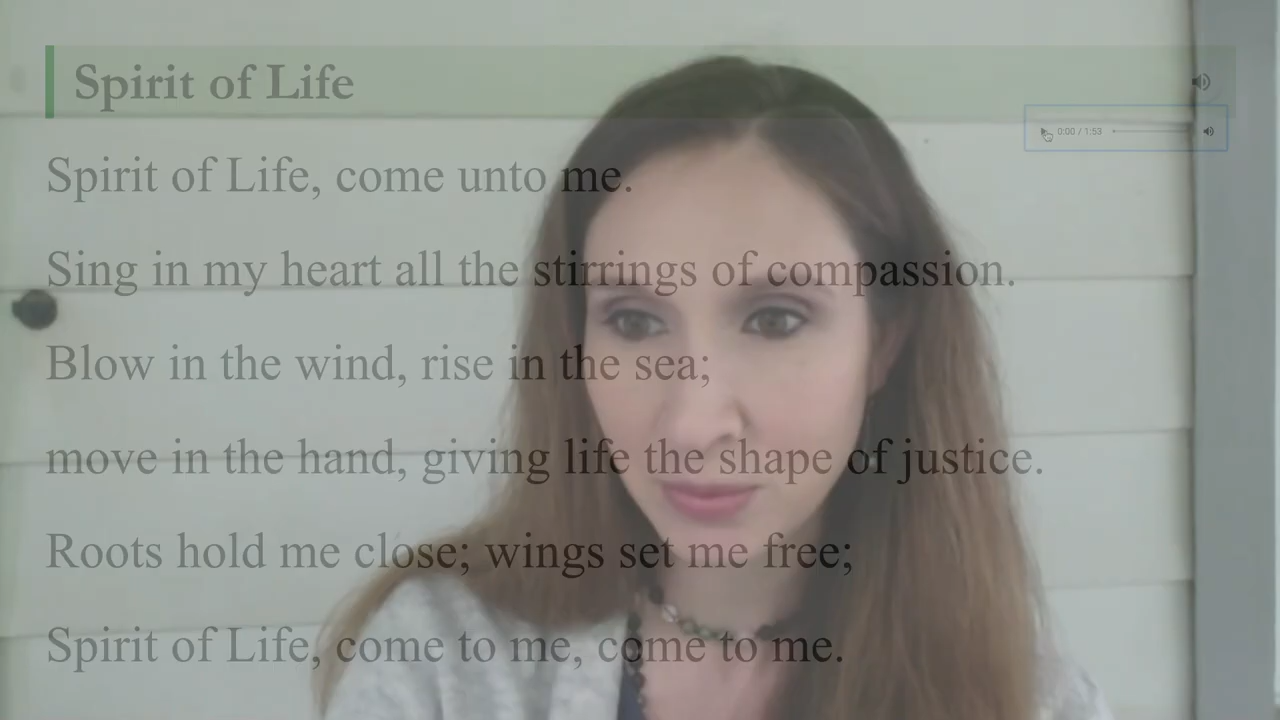 Spirit of Life
0:00 / 1:53
Spirit of Life, come unto me.
Sing in my heart all the stirrings of compassion.
Blow in the wind, rise in the sea;
move in the hand, giving life the shape of justice.
Roots hold me close; wings set me free;
Spirit of Life, come to me, come to me.